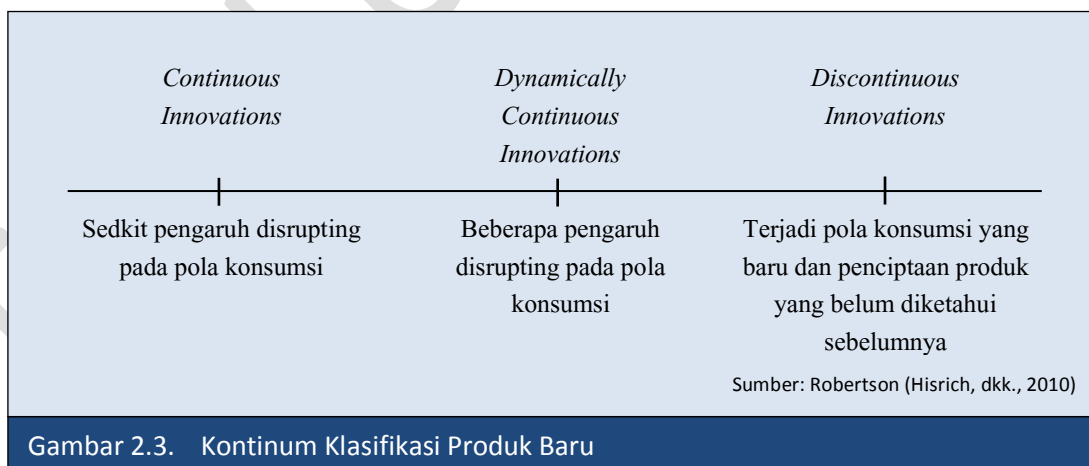 Continuous
Innovations
Dynamically
Continuous
Innovations
Discontinuous
Innovations
Sedkit pengaruh disrupting
pada pola konsumsi
Beberapa pengaruh
disrupting pada pola
konsumsi
Terjadi pola konsumsi yang
baru dan penciptaan produk
yang belum diketahui
sebelumnya
Sumber: Robertson (Hisrich, dkk., 2010)
Gambar 2.3. Kontinum Klasifikasi Produk Baru